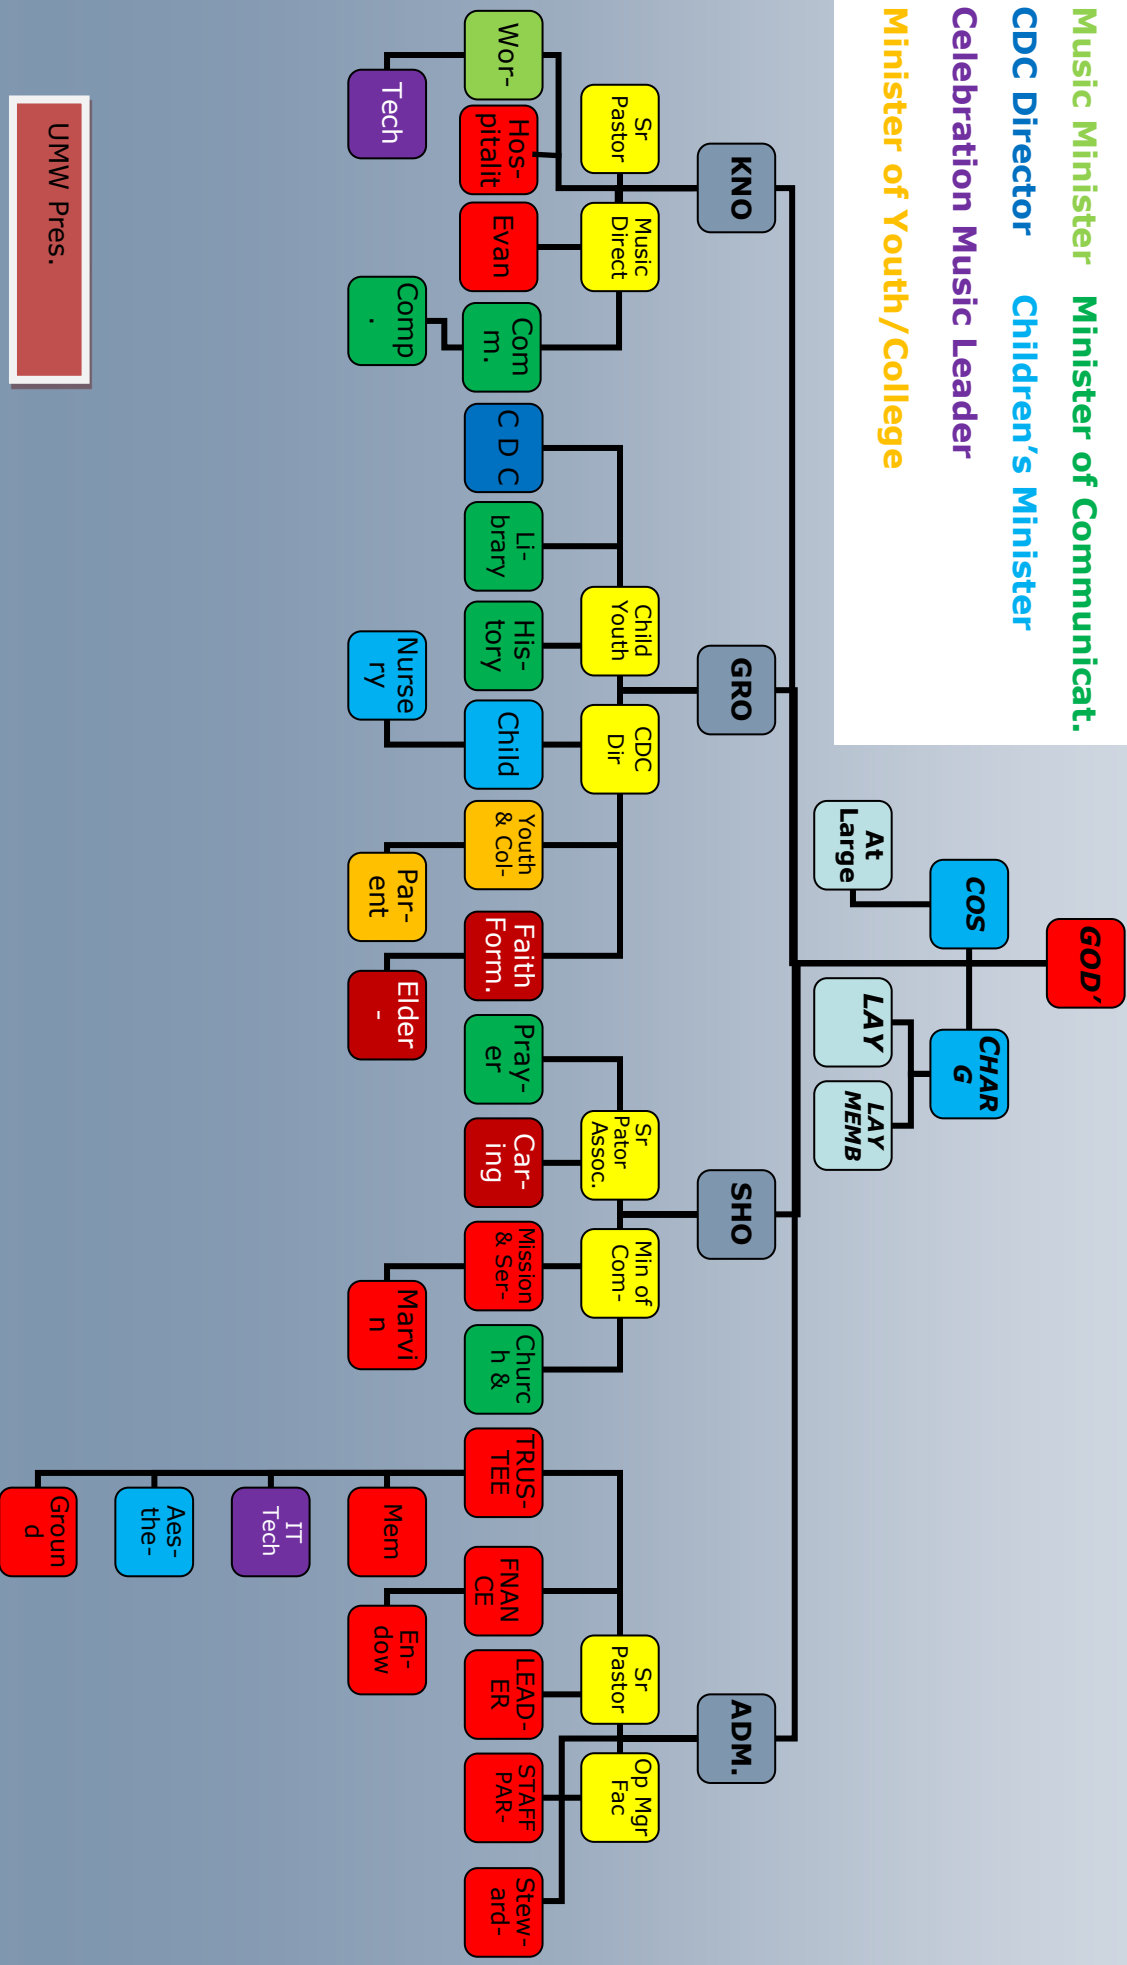 Music Minister Minister of Communicat.
CDC Director Children’s Minister
Celebration Music Leader
Minister of Youth/College
GOD’
COS
CHAR
G
At
Large
LAY
LAY
MEMB
KNO
GRO
SHO
ADM.
Sr
Pastor
Music
Direct
Child
Youth
CDC
Dir
Sr
Pator
Assoc.
Min of
Com-
Sr
Pastor
Op Mgr
Fac
Wor-
Hos-
pitalit
Evan
Com
m.
C D C
Li-
brary
His-
tory
Child
Youth
& Col-
Faith
Form.
Pray-
er
Car-
ing
Mission
& Ser-
Churc
h &
TRUS-
TEE
FNAN
CE
LEAD-
ER
STAFF
PAR-
Stew-
ard-
Tech
Comp
.
Nurse
ry
Par-
ent
Elder
-
Marvi
n
Mem
En-
dow
IT
Tech
Aes-
the-
Groun
d
UMW Pres.